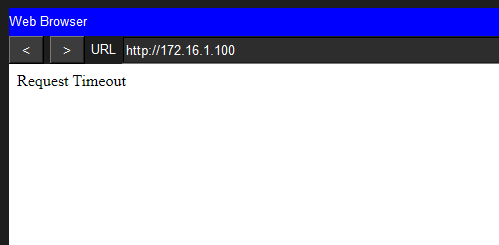 Web Browser
< > URL http://172.16.1.100
Request Timeout